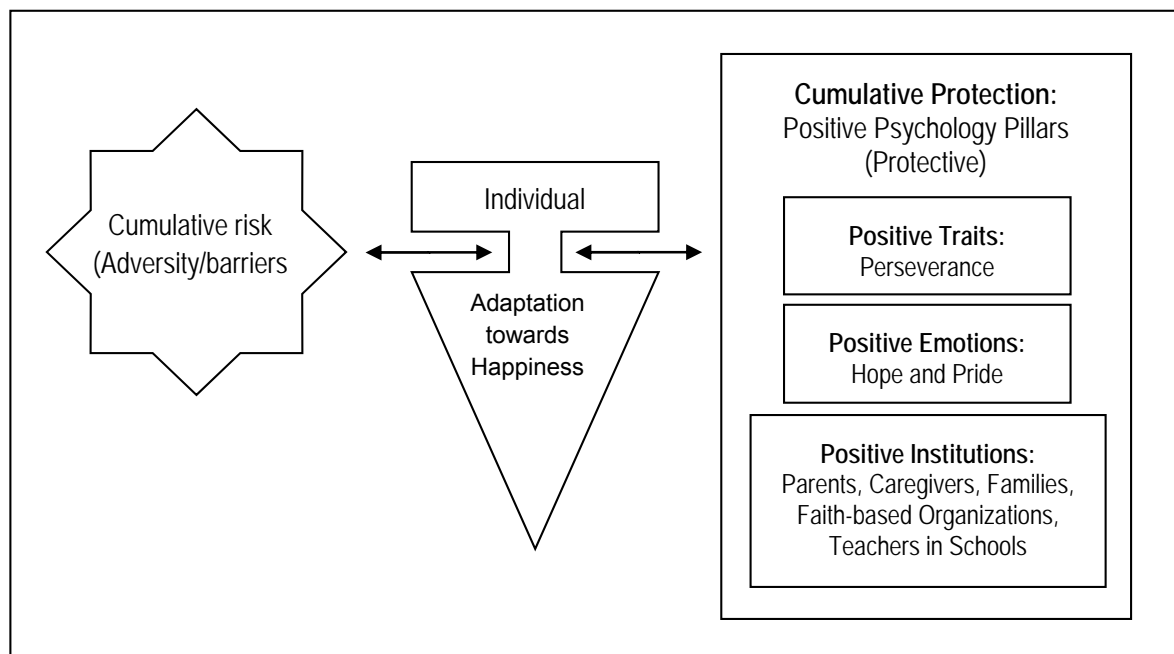 Cumulative risk
(Adversity/barriers
Individual
Adaptation
towards
Happiness
Cumulative Protection:
Positive Psychology Pillars
(Protective)
Positive Traits:
Perseverance
Positive Emotions:
Hope and Pride
Positive Institutions:
Parents, Caregivers, Families,
Faith-based Organizations,
Teachers in Schools